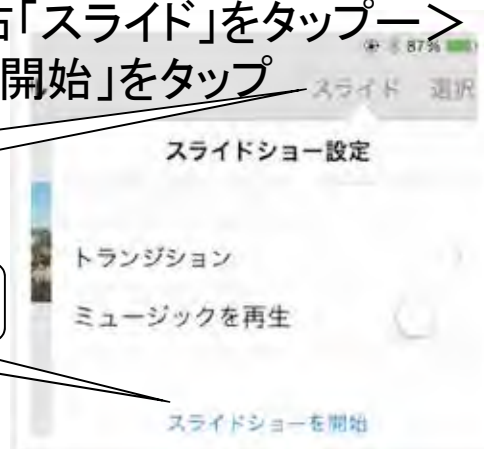 右「スライド」をタップー＞
開始」をタップ
87%
スライド 選択
スライドショー設定
トランジション
ミュージックを再生
スライドショーを開始